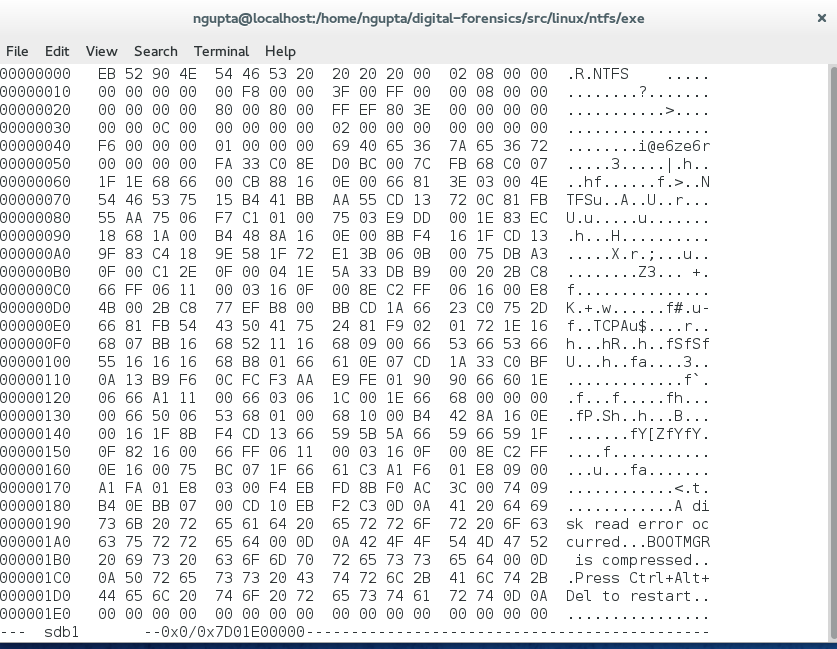 ngupta@localhost:/home/ngupta/digital-forensics/src/linux/ntfs/exe ×
File Edit View Search Terminal Help
00000000 EB 52 90 4E 54 46 53 20 20 20 20 00 02 08 00 00 .R.NTFS .....
00000010 00 00 00 00 00 F8 00 00 3F 00 FF 00 00 08 00 00 ........?.......
00000020 00 00 00 00 80 00 80 00 FF EF 80 3E 00 00 00 00 ...........>....
00000030 00 00 0C 00 00 00 00 00 02 00 00 00 00 00 00 00 ................
00000040 F6 00 00 00 01 00 00 00 69 40 65 36 7A 65 36 72 ........i@e6ze6r
00000050 00 00 00 00 FA 33 C0 8E D0 BC 00 7C FB 68 C0 07 .....3.....|.h..
00000060 1F 1E 68 66 00 CB 88 16 0E 00 66 81 3E 03 00 4E ..hf......f.>..N
00000070 54 46 53 75 15 B4 41 BB AA 55 CD 13 72 0C 81 FB TFSu..A..U..r...
00000080 55 AA 75 06 F7 C1 01 00 75 03 E9 DD 00 1E 83 EC U.u.....u.......
00000090 18 68 1A 00 B4 48 8A 16 0E 00 8B F4 16 1F CD 13 .h...H..........
000000A0 9F 83 C4 18 9E 58 1F 72 E1 3B 06 0B 00 75 DB A3 .....X.r.;...u..
000000B0 0F 00 C1 2E 0F 00 04 1E 5A 33 DB B9 00 20 2B C8 ........Z3... +.
000000C0 66 FF 06 11 00 03 16 0F 00 8E C2 FF 06 16 00 E8 f...............
000000D0 4B 00 2B C8 77 EF B8 00 BB CD 1A 66 23 C0 75 2D K.+.w......f#.u-
000000E0 66 81 FB 54 43 50 41 75 24 81 F9 02 01 72 1E 16 f..TCPAu$....r..
000000F0 68 07 BB 16 68 52 11 16 68 09 00 66 53 66 53 66 h...hR..h..fSfSf
00000100 55 16 16 16 68 B8 01 66 61 0E 07 CD 1A 33 C0 BF U...h..fa....3..
00000110 0A 13 B9 F6 0C FC F3 AA E9 FE 01 90 90 66 60 1E .............f`.
00000120 06 66 A1 11 00 66 03 06 1C 00 1E 66 68 00 00 00 .f...f.....fh...
00000130 00 66 50 06 53 68 01 00 68 10 00 B4 42 8A 16 0E .fP.Sh..h...B...
00000140 00 16 1F 8B F4 CD 13 66 59 5B 5A 66 59 66 59 1F .......fY[ZfYfY.
00000150 0F 82 16 00 66 FF 06 11 00 03 16 0F 00 8E C2 FF ....f...........
00000160 0E 16 00 75 BC 07 1F 66 61 C3 A1 F6 01 E8 09 00 ...u...fa.......
00000170 A1 FA 01 E8 03 00 F4 EB FD 8B F0 AC 3C 00 74 09 ............<.t.
00000180 B4 0E BB 07 00 CD 10 EB F2 C3 0D 0A 41 20 64 69 ............A di
00000190 73 6B 20 72 65 61 64 20 65 72 72 6F 72 20 6F 63 sk read error oc
000001A0 63 75 72 72 65 64 00 0D 0A 42 4F 4F 54 4D 47 52 curred...BOOTMGR
000001B0 20 69 73 20 63 6F 6D 70 72 65 73 73 65 64 00 0D is compressed..
000001C0 0A 50 72 65 73 73 20 43 74 72 6C 2B 41 6C 74 2B .Press Ctrl+Alt+
000001D0 44 65 6C 20 74 6F 20 72 65 73 74 61 72 74 0D 0A Del to restart..
000001E0 00 00 00 00 00 00 00 00 00 00 00 00 00 00 00 00 ................
--- sdb1 --0x0/0x7D01E00000---------------------------------------------